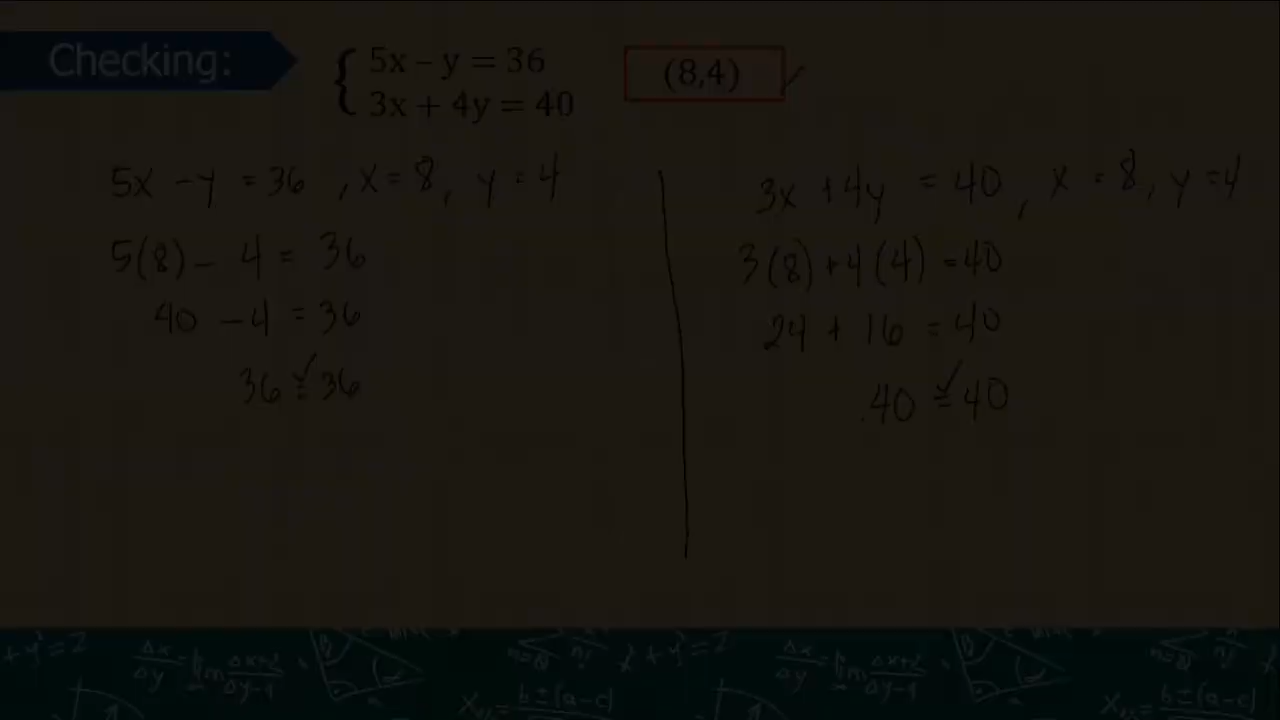 Checking:
5x – y = 36
3x + 4y = 40
(8,4)
5x - y = 36 , x = 8, y = 4
5(8) - 4 = 36
40 - 4 = 36
36 = 36
3x + 4y = 40, x = 8, y = 4
3(8) + 4(4) = 40
24 + 16 = 40
40 = 40